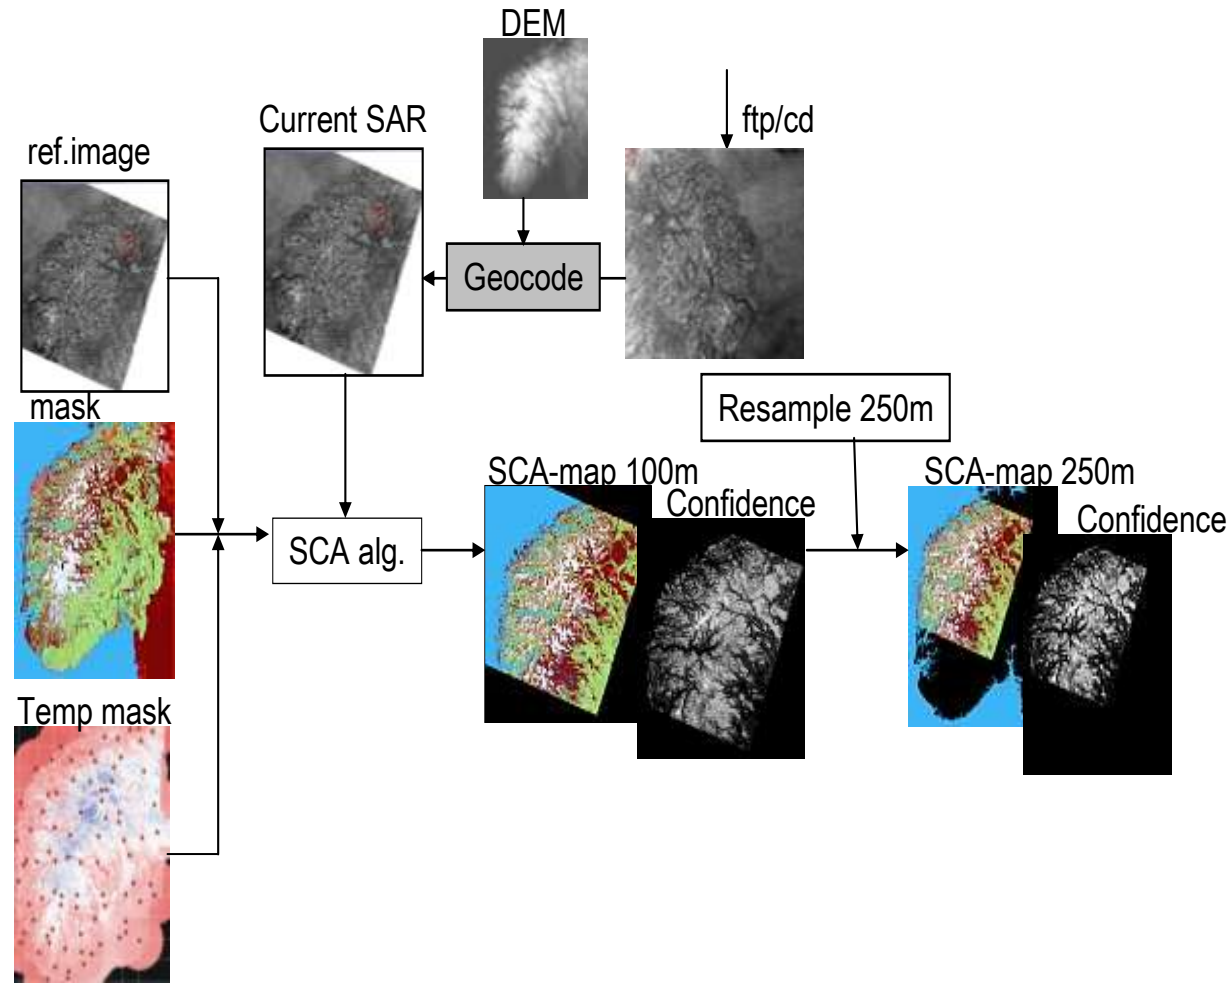 DEM
Current SAR
ftp/cd
ref.image
Geocode
mask
Resample 250m
SCA-map 100m
Confidence
SCA-map 250m
Confidence
SCA alg.
Temp mask